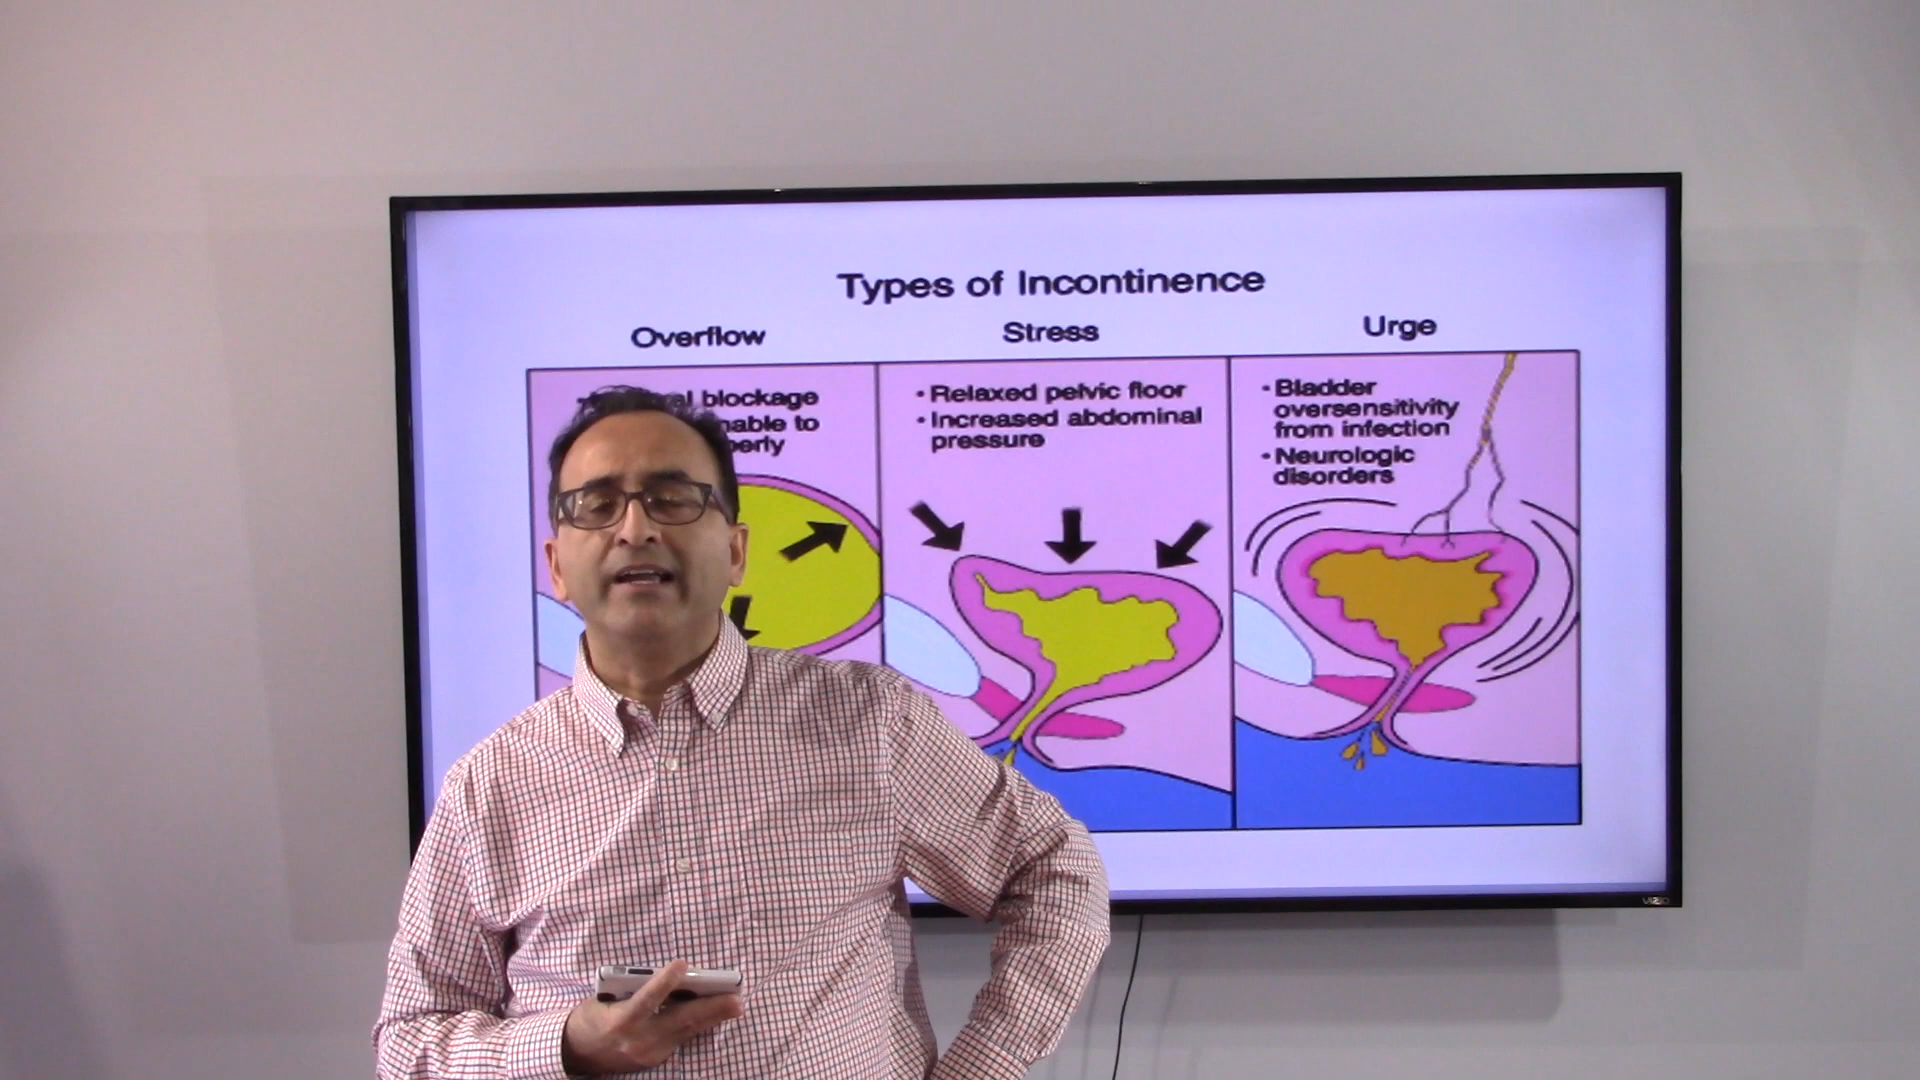 Types of Incontinence
Overflow
Stress
Urge
blockage
to
• Relaxed pelvic floor
• Increased abdominal
pressure
• Bladder
oversensitivity
from infection
• Neurologic
disorders
VIZIO